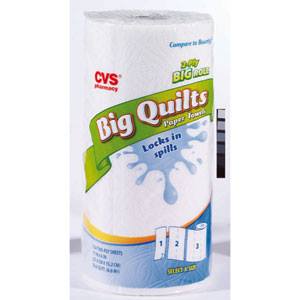 Compare to Bounty®
2-Ply
BIG ROLL
CVS®
pharmacy
Big Quilts
Paper Towels
Locks in
spills
1 2 3
SELECT A SIZE